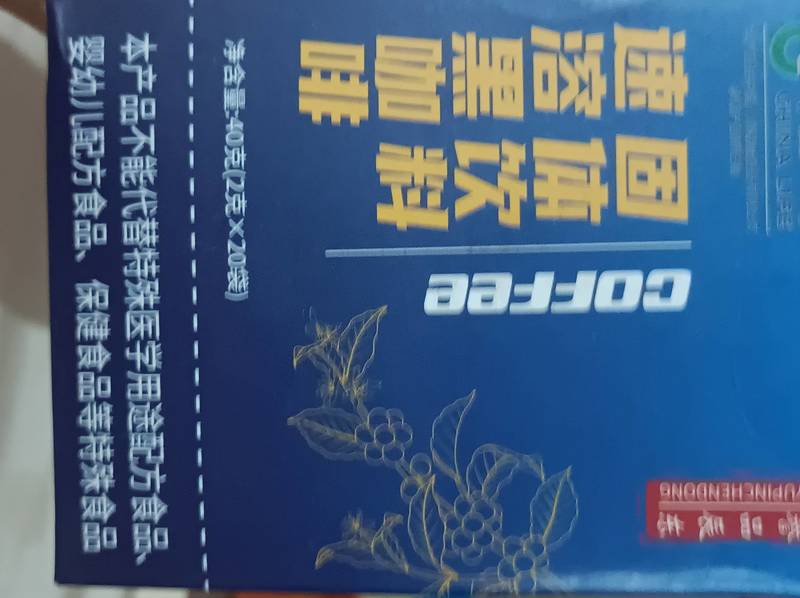 速溶黑咖啡
固体饮料
COFFee
UPINCHENDONG
净含量:40克(2克×20袋)
本产品不能代替特殊医学用途配方食品、
婴幼儿配方食品、保健食品等特殊食品